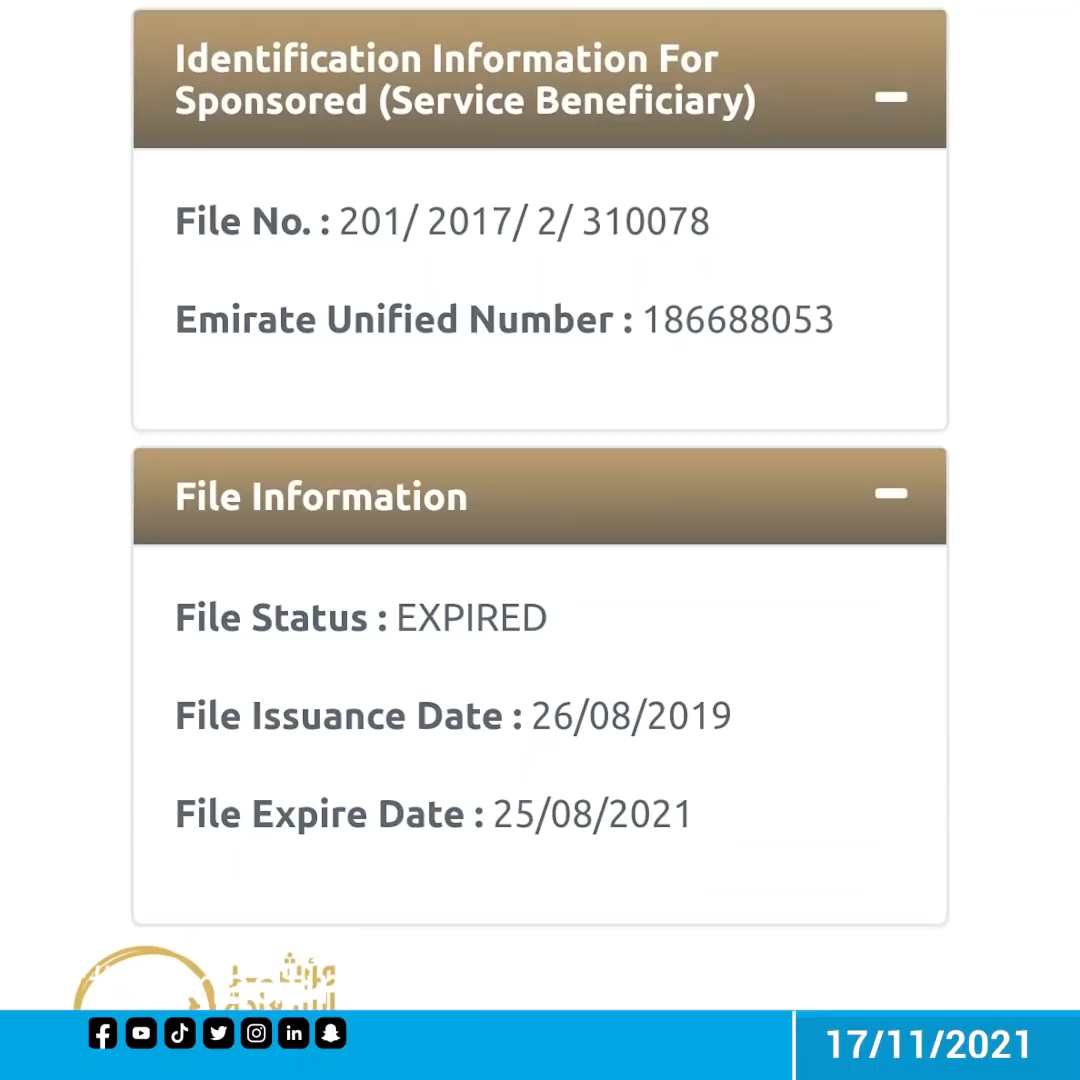 Identification Information For
Sponsored (Service Beneficiary)
File No. : 201/ 2017/ 2/ 310078
Emirate Unified Number : 186688053
File Information
File Status : EXPIRED
File Issuance Date : 26/08/2019
File Expire Date : 25/08/2021
17/11/2021